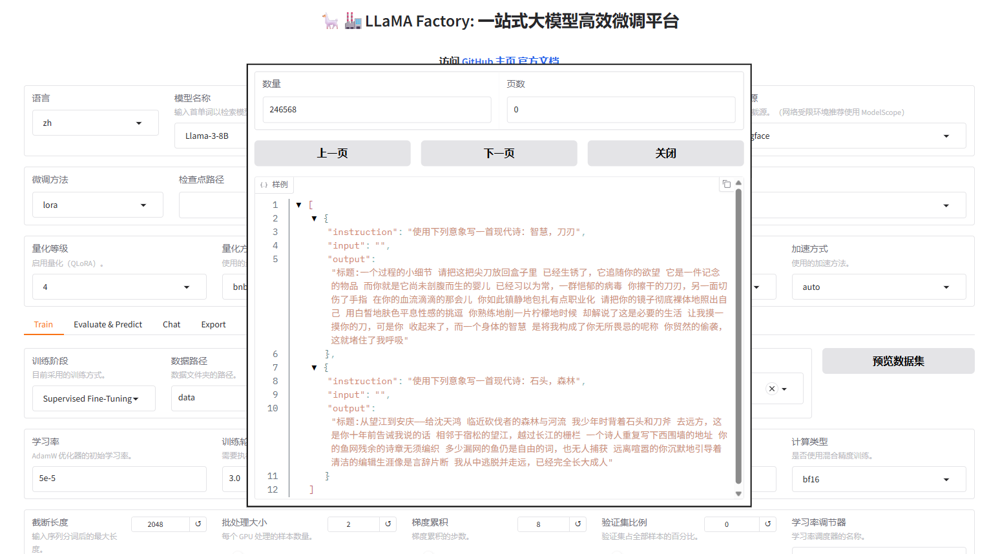 LLaMA Factory: 一站式大模型高效微调平台
访问 GitHub 主页 官方文档
语言
zh
模型名称
输入首单词以检索模
Llama-3-8B
源
载源。（网络受限环境推荐使用 ModelScope）
gface
微调方法
lora
检查点路径
量化等级
启用量化（QLoRA）。
4
量化方
使用的
bnb
加速方式
使用的加速方法。
auto
Train
Evaluate & Predict
Chat
Export
训练阶段
目前采用的训练方式。
Supervised Fine-Tuning
数据路径
数据文件夹的路径。
data
预览数据集
学习率
AdamW 优化器的初始学习率。
5e-5
训练轮
需要执
3.0
计算类型
是否使用混合精度训练。
bf16
截断长度
2048
输入序列分词后的最大长
度。
批处理大小
2
每个 GPU 处理的样本数量。
梯度累积
8
梯度累积的步数。
验证集比例
0
验证集占全部样本的百分比。
学习率调节器
学习率调度器的名称。
数量
246568
页数
0
上一页
下一页
关闭
{.} 样例
1 [
2 {
3 "instruction": "使用下列意象写一首现代诗：智慧，刀刃",
4 "input": "",
5 "output":
"标题:一个过程的小细节 请把这把尖刀放回盒子里 已经生锈了，它追随你的欲望 它是一件记念
的物品 而你就是它尚未剖腹而生的婴儿 已经习以为常，一群悒郁的病毒 你擦干的刀刃，另一面切
伤了手指 在你的血流滴滴的那会儿 你如此镇静地包扎有点职业化 请把你的镜子彻底裸体地照出自
己 用白皙地肤色平息性感的挑逗 你熟练地削一片柠檬地时候 却解说了这是必要的生活 让我摸一
摸你的刀，可是你 收起来了，而一个身体的智慧 是将我构成了你无所畏忌的呢称 你贸然的偷袭，
这就堵住了我呼吸"
6 },
7 {
8 "instruction": "使用下列意象写一首现代诗：石头，森林",
9 "input": "",
10 "output":
"标题:从望江到安庆——给沈天鸿 临近砍伐者的森林与河流 我少年时背着石头和刀斧 去远方，这
是你十年前告诫我说的话 相邻于宿松的望江，越过长江的栅栏 一个诗人重复写下西围墙的地址 你
的鱼网残余的诗章无须编织 多少漏网的鱼仍是自由的词，也无人捕获 远离喧嚣的你沉默地引导着
清洁的编辑生涯像是言辞片断 我从中逃脱并走远，已经完全长大成人"
11 }
12 ]